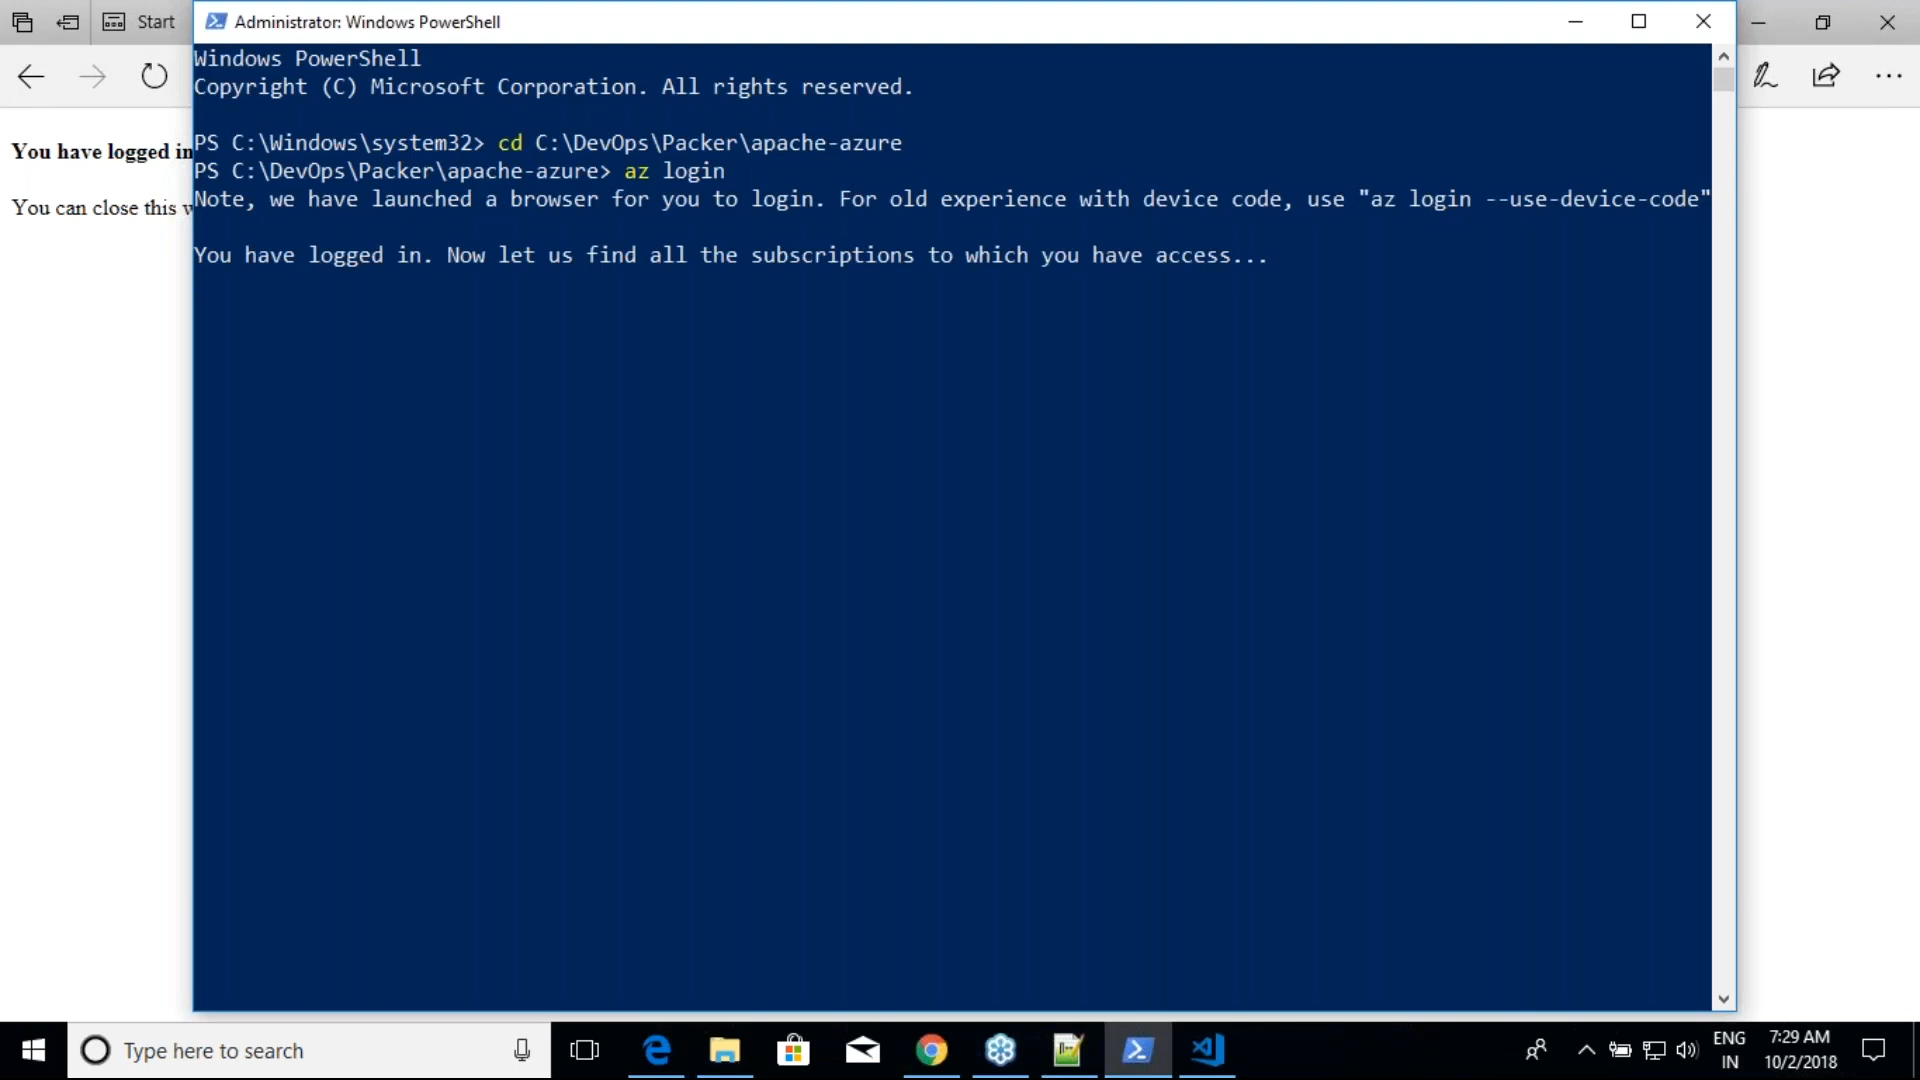 Start
Administrator: Windows PowerShell
Windows PowerShell
Copyright (C) Microsoft Corporation. All rights reserved.
PS C:\Windows\system32> cd C:\DevOps\Packer\apache-azure
PS C:\DevOps\Packer\apache-azure> az login
Note, we have launched a browser for you to login. For old experience with device code, use "az login --use-device-code"
You have logged in. Now let us find all the subscriptions to which you have access...
You have logged in
You can close this
Type here to search
ENG
IN
7:29 AM
10/2/2018